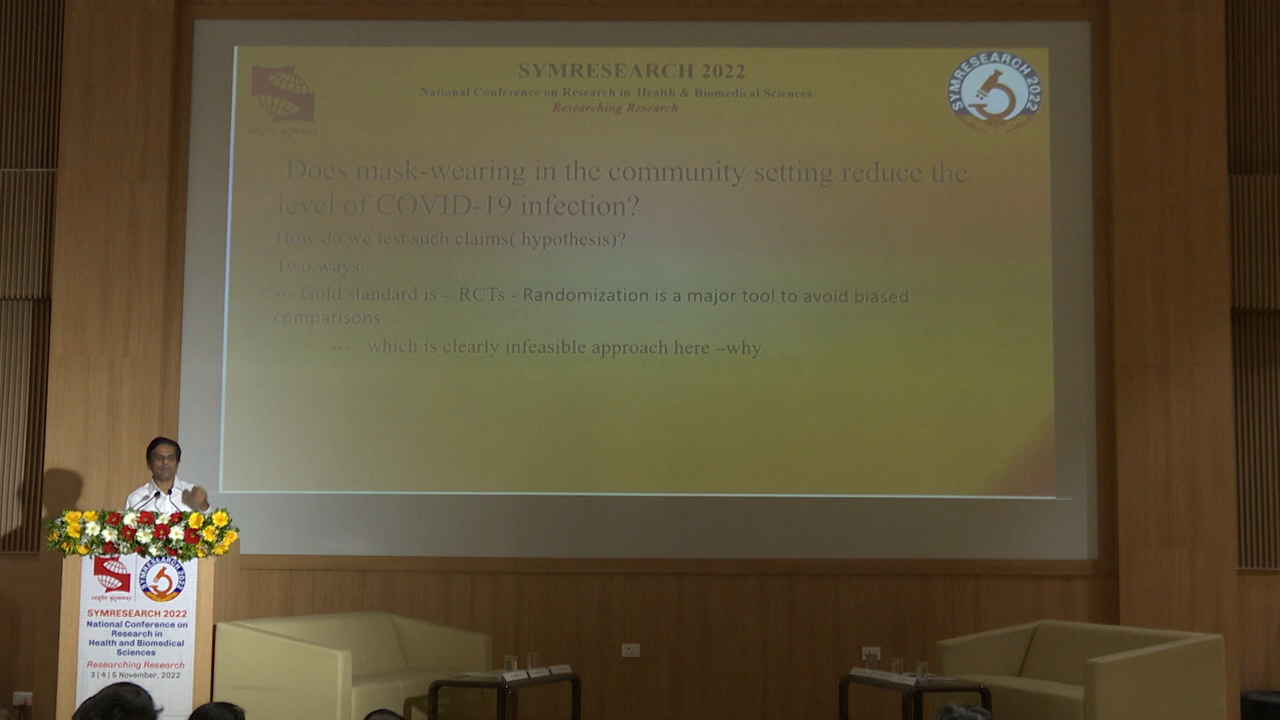 SYMRESEARCH 2022
National Conference on Research in Health & Biomedical Sciences
Researching Research
SYMRESEARCH 2022
Does mask-wearing in the community setting reduce the
level of COVID-19 infection?
How do we test such claims( hypothesis)?
Two ways:
--- Gold standard is – RCTs - Randomization is a major tool to avoid biased
comparisons
--- which is clearly infeasible approach here –why
SYMRESEARCH 2022
SYMRESEARCH 2022
National Conference on
Research in
Health and Biomedical
Sciences
Researching Research
3 | 4 | 5 November, 2022